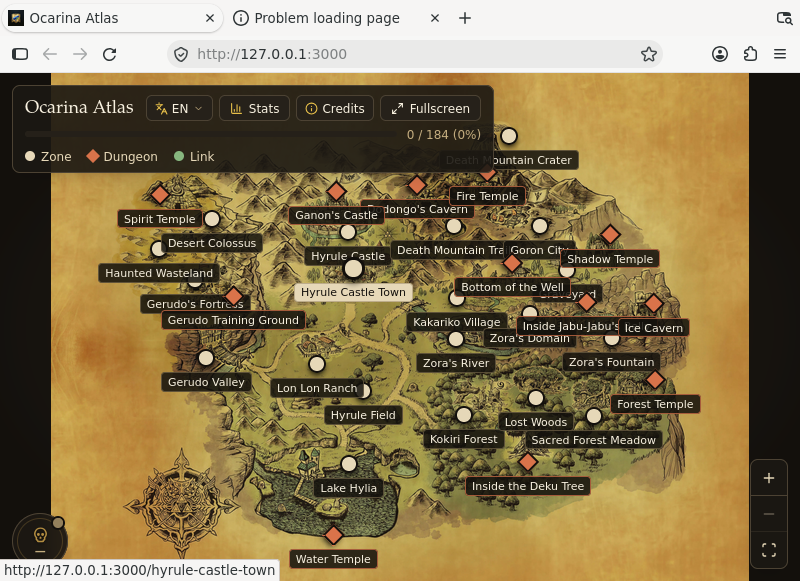 Ocarina Atlas
Problem loading page
http://127.0.0.1:3000
Ocarina Atlas
EN
Stats
Credits
Fullscreen
0 / 184 (0%)
Zone
Dungeon
Link
Death Mountain Crater
Fire Temple
Dodongo's Cavern
Ganon's Castle
Spirit Temple
Desert Colossus
Hyrule Castle
Death Mountain Tra
Goron City
Shadow Temple
Haunted Wasteland
Bottom of the Well
Hyrule Castle Town
Graveyard
Gerudo's Fortress
Gerudo Training Ground
Kakariko Village
Inside Jabu-Jabu's
Ice Cavern
Zora's Domain
Zora's River
Zora's Fountain
Gerudo Valley
Lon Lon Ranch
Forest Temple
Hyrule Field
Lost Woods
Kokiri Forest
Sacred Forest Meadow
Lake Hylia
Inside the Deku Tree
Water Temple
http://127.0.0.1:3000/hyrule-castle-town